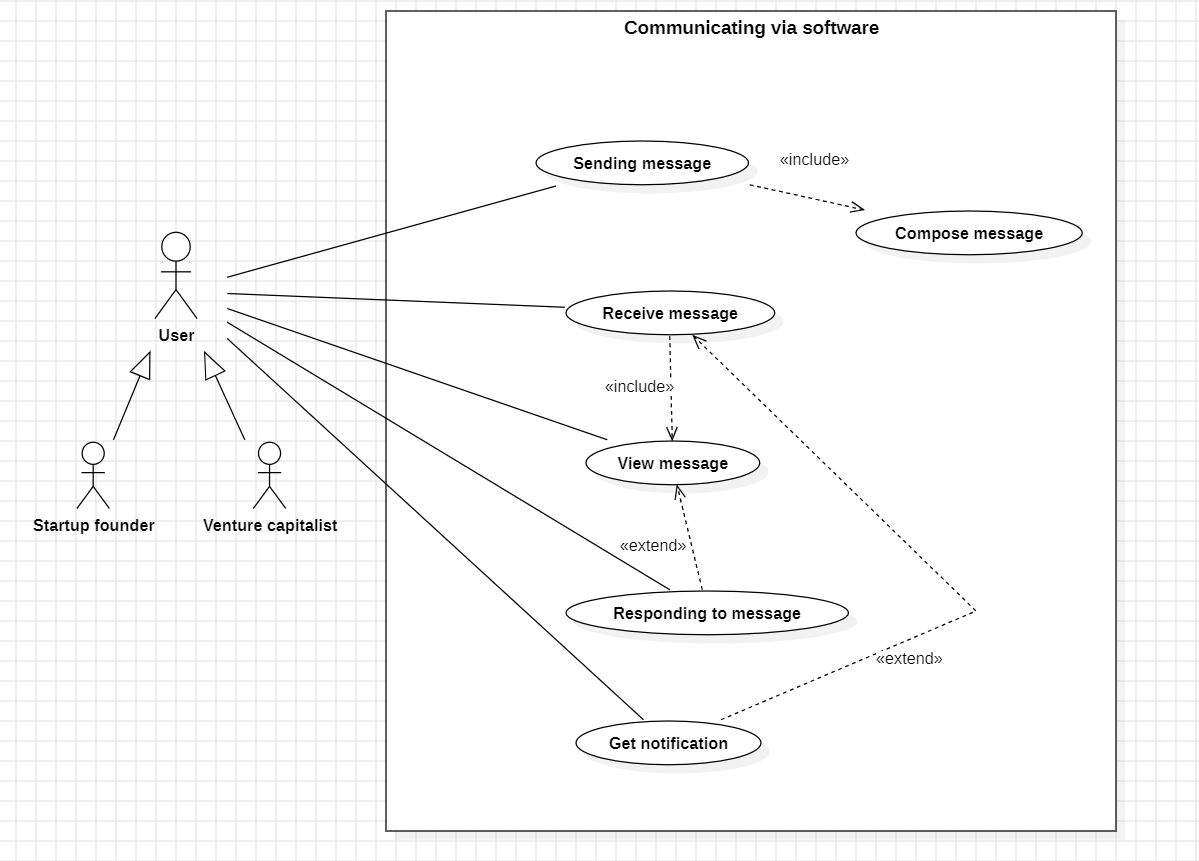 Communicating via software
Sending message
«include»
Compose message
User
Receive message
«include»
View message
Startup founder
Venture capitalist
«extend»
Responding to message
«extend»
Get notification